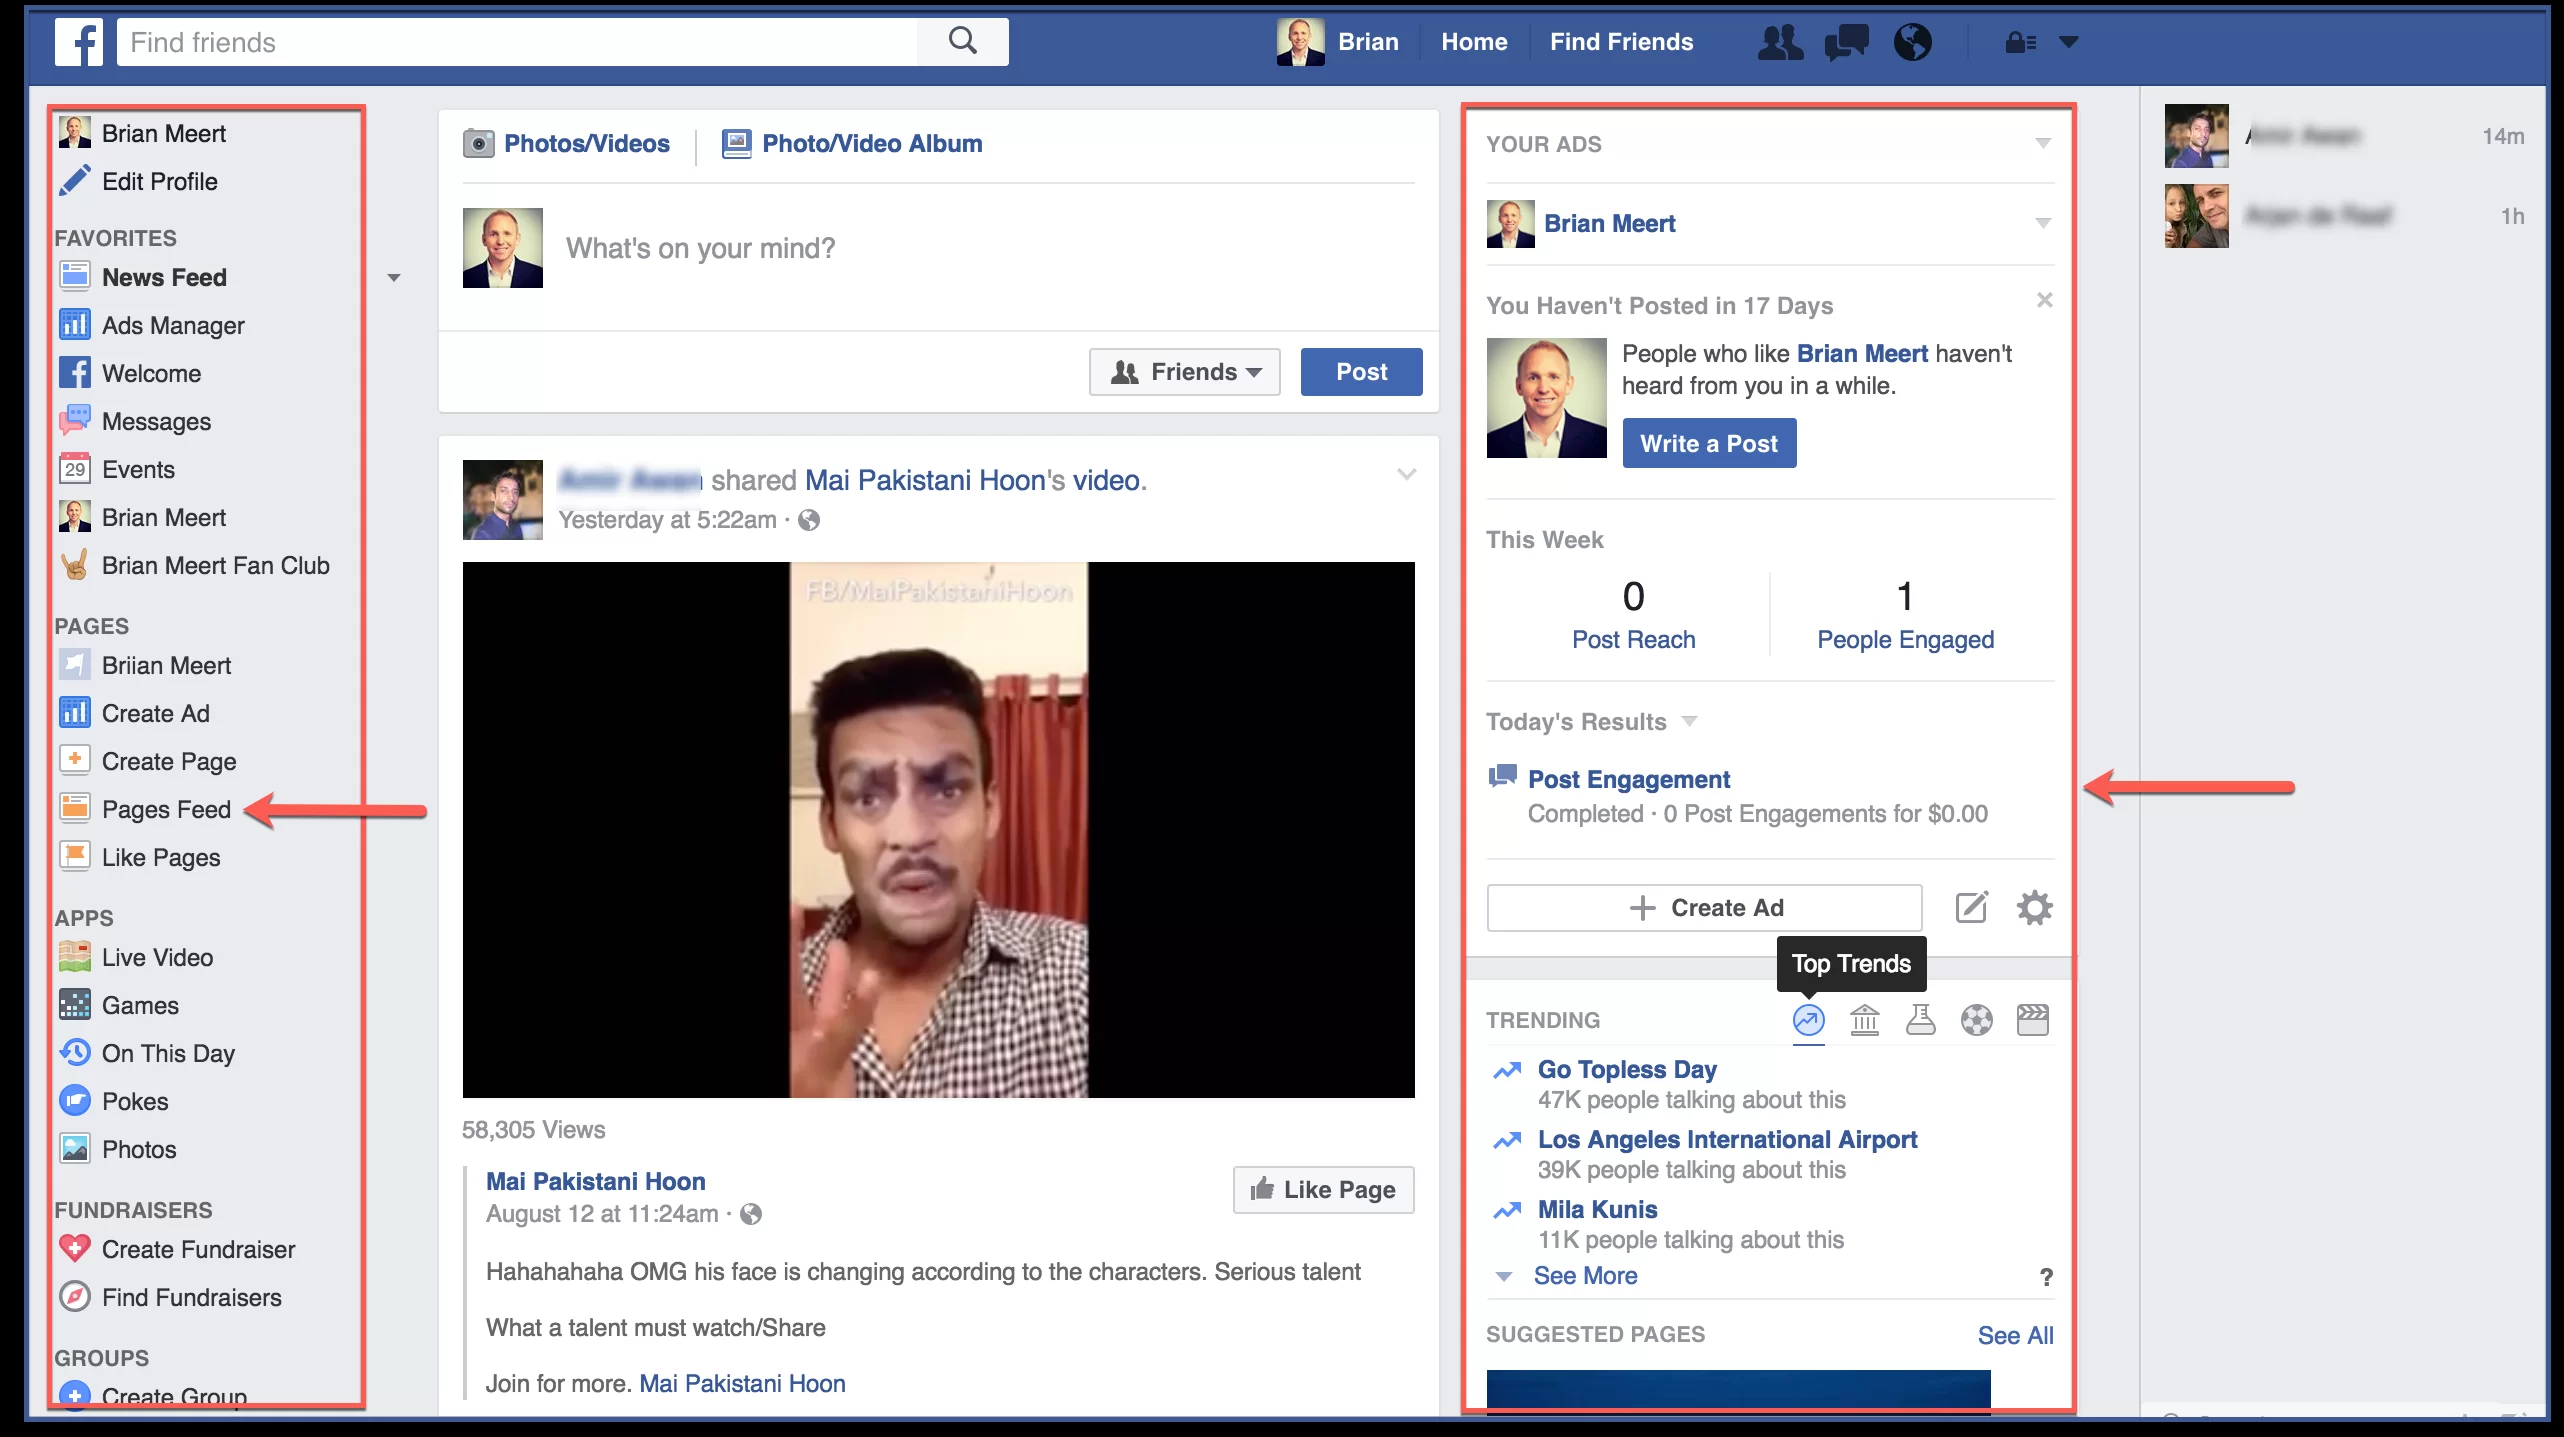 f
Find friends
Brian
Home
Find Friends
Brian Meert
Edit Profile
FAVORITES
News Feed
Ads Manager
Welcome
Messages
29
Events
Brian Meert
Brian Meert Fan Club
PAGES
Briian Meert
Create Ad
Create Page
Pages Feed
Like Pages
APPS
Live Video
Games
On This Day
Pokes
Photos
FUNDRAISERS
Create Fundraiser
Find Fundraisers
GROUPS
Create Group
Photos/Videos
Photo/Video Album
What's on your mind?
Friends
Post
shared Mai Pakistani Hoon's video.
Yesterday at 5:22am ·
FB/MaiPakistaniHoon
58,305 Views
Mai Pakistani Hoon
August 12 at 11:24am ·
Like Page
Hahahahaha OMG his face is changing according to the characters. Serious talent
What a talent must watch/Share
Join for more. Mai Pakistani Hoon
YOUR ADS
Brian Meert
You Haven't Posted in 17 Days
People who like Brian Meert haven't
heard from you in a while.
Write a Post
This Week
0
Post Reach
1
People Engaged
Today's Results
Post Engagement
Completed · 0 Post Engagements for $0.00
+ Create Ad
Top Trends
TRENDING
Go Topless Day
47K people talking about this
Los Angeles International Airport
39K people talking about this
Mila Kunis
11K people talking about this
See More
?
SUGGESTED PAGES
See All
14m
1h